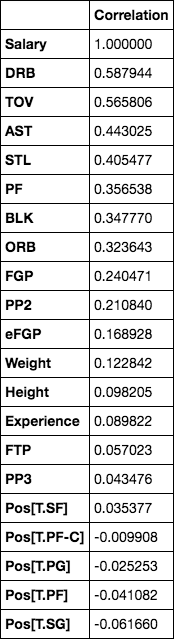 Correlation
Salary 1.000000
DRB 0.587944
TOV 0.565806
AST 0.443025
STL 0.405477
PF 0.356538
BLK 0.347770
ORB 0.323643
FGP 0.240471
PP2 0.210840
eFGP 0.168928
Weight 0.122842
Height 0.098205
Experience 0.089822
FTP 0.057023
PP3 0.043476
Pos[T.SF] 0.035377
Pos[T.PF-C] -0.009908
Pos[T.PG] -0.025253
Pos[T.PF] -0.041082
Pos[T.SG] -0.061660